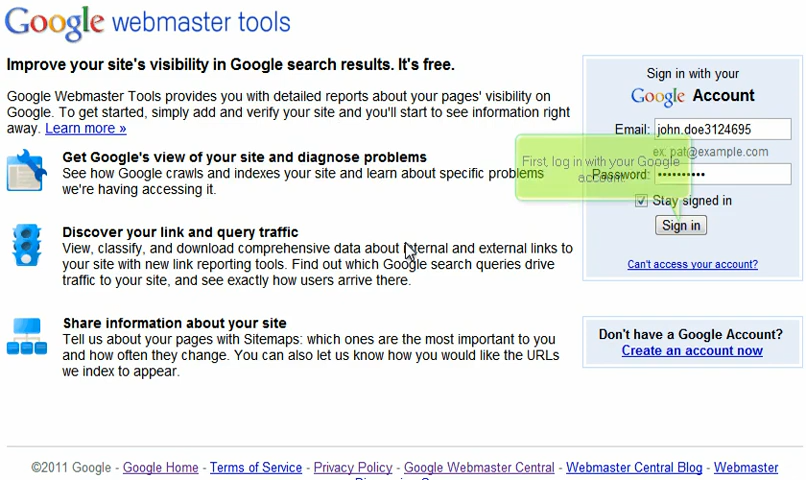 Google webmaster tools
Improve your site's visibility in Google search results. It's free.
Google Webmaster Tools provides you with detailed reports about your pages' visibility on
Google. To get started, simply add and verify your site and you'll start to see information right
away. Learn more »
Get Google's view of your site and diagnose problems
See how Google crawls and indexes your site and learn about specific problems
we're having accessing it.
Discover your link and query traffic
View, classify, and download comprehensive data about internal and external links to
your site with new link reporting tools. Find out which Google search queries drive
traffic to your site, and see exactly how users arrive there.
Share information about your site
Tell us about your pages with Sitemaps: which ones are the most important to you
and how often they change. You can also let us know how you would like the URLs
we index to appear.
Sign in with your
Google Account
Email: john.doe3124695
ex: pat@example.com
First, log in with your Google
account.
Password: ••••••••••
Stay signed in
Sign in
Can't access your account?
Don't have a Google Account?
Create an account now
©2011 Google - Google Home - Terms of Service - Privacy Policy - Google Webmaster Central - Webmaster Central Blog - Webmaster